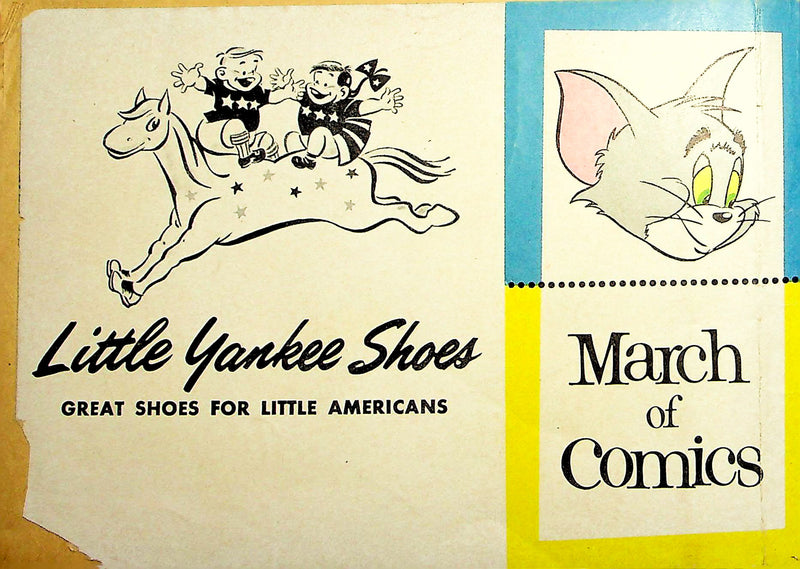 Little Yankee Shoes
GREAT SHOES FOR LITTLE AMERICANS
March
of
Comics